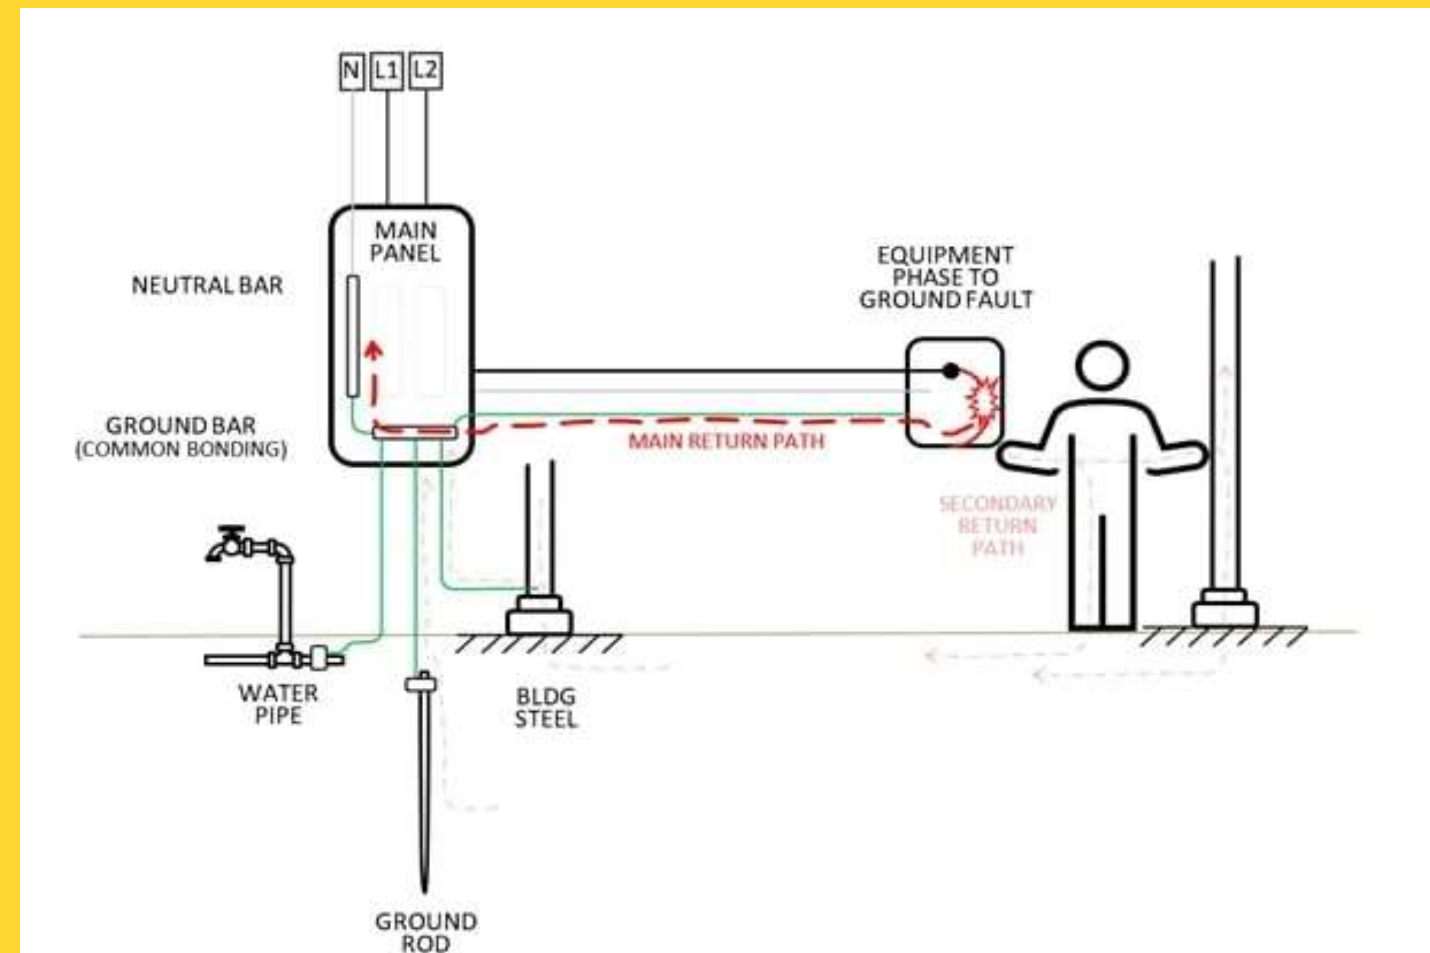 N L1 L2
MAIN
PANEL
NEUTRAL BAR
EQUIPMENT
PHASE TO
GROUND FAULT
GROUND BAR
(COMMON BONDING)
MAIN RETURN PATH
SECONDARY
RETURN
PATH
WATER
PIPE
BLDG
STEEL
GROUND
ROD